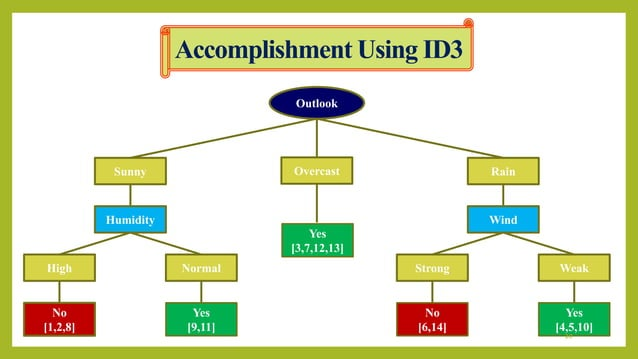 Accomplishment Using ID3
Outlook
Sunny
Overcast
Rain
Humidity
Wind
Yes
[3,7,12,13]
High
Normal
Strong
Weak
No
[1,2,8]
Yes
[9,11]
No
[6,14]
Yes
[4,5,10]